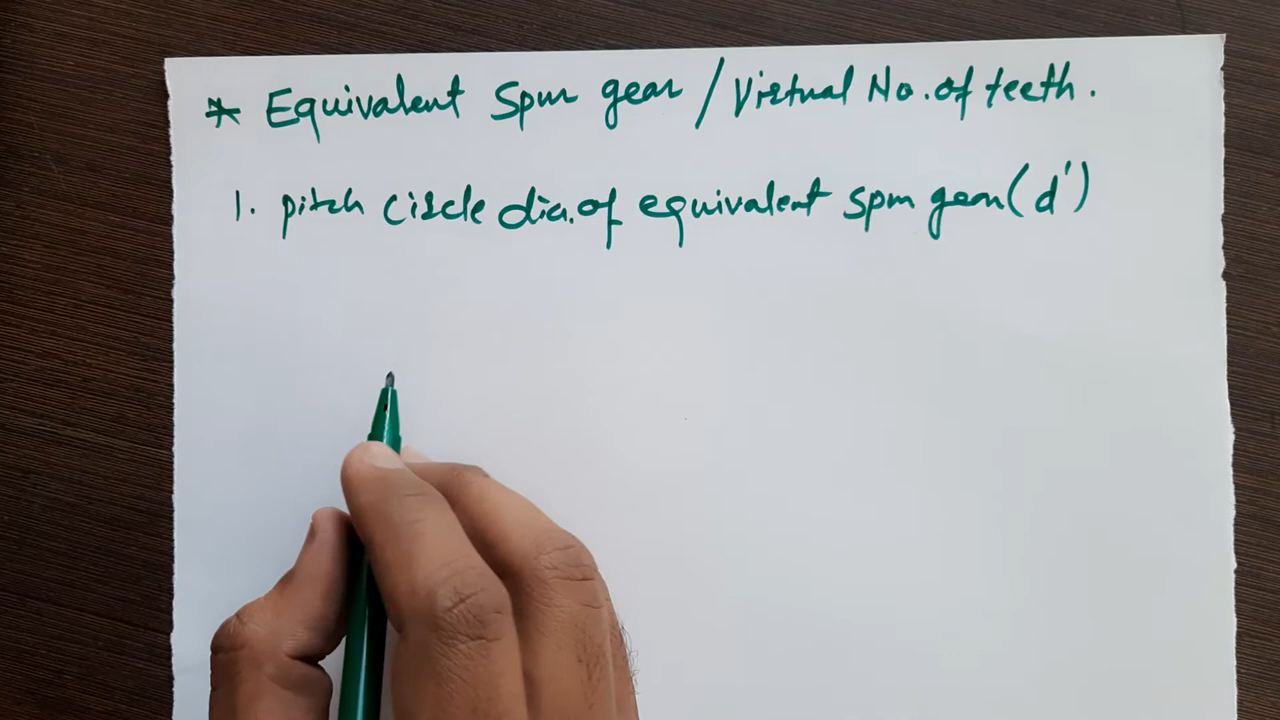 * Equivalent Spur gear / Virtual No. of teeth.
1. pitch circle dia. of equivalent spur gear (d')